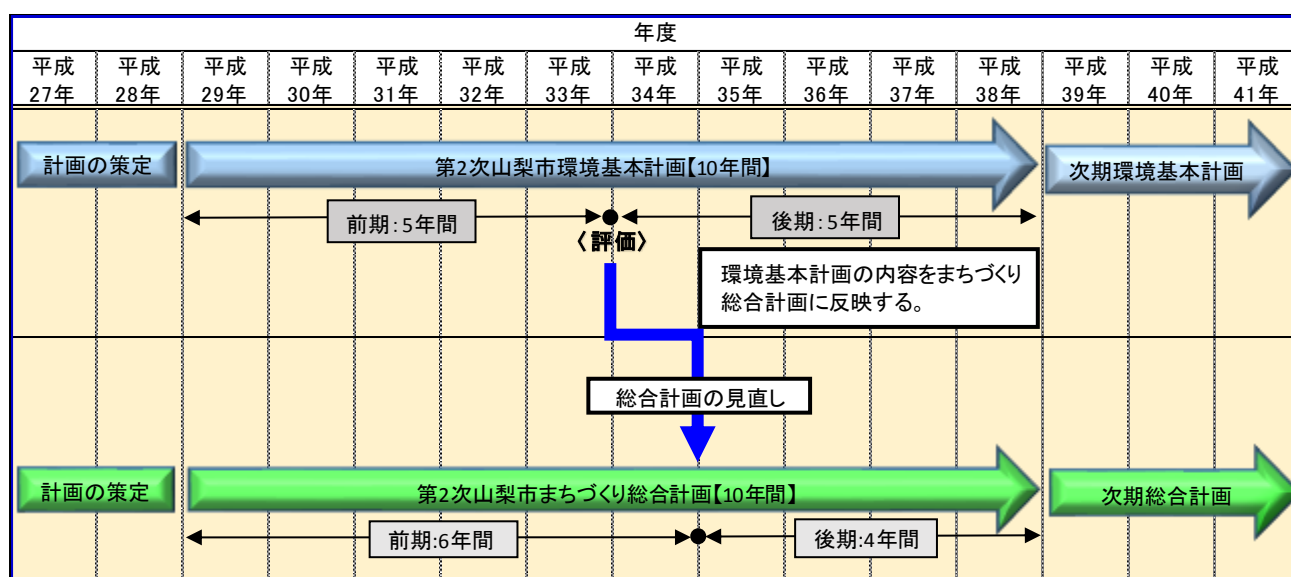 年度
平成 平成 平成 平成 平成 平成 平成 平成 平成 平成 平成 平成 平成 平成 平成
27年 28年 29年 30年 31年 32年 33年 34年 35年 36年 37年 38年 39年 40年 41年
計画の策定 第2次山梨市環境基本計画【10年間】 次期環境基本計画
前期:5年間 後期:5年間
〈評価〉
環境基本計画の内容をまちづくり
総合計画に反映する。
総合計画の見直し
計画の策定 第2次山梨市まちづくり総合計画【10年間】 次期総合計画
前期:6年間 後期:4年間